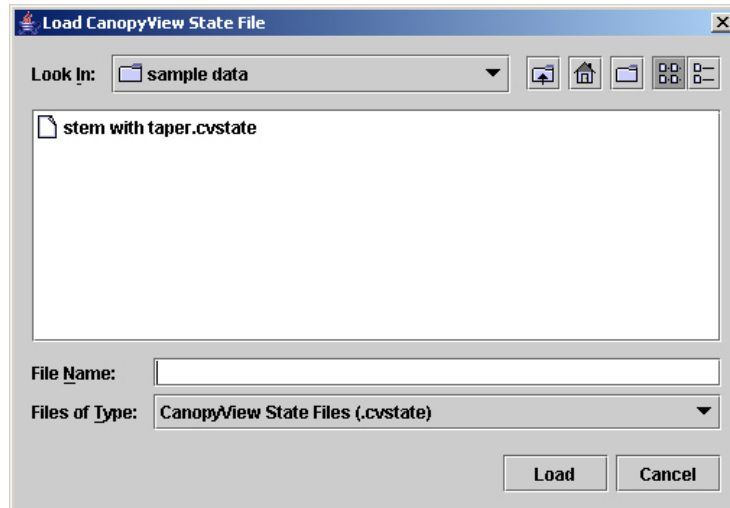 Load CanopyView State File
Look In: sample data
stem with taper.cvstate
File Name:
Files of Type: CanopyView State Files (.cvstate)
Load Cancel